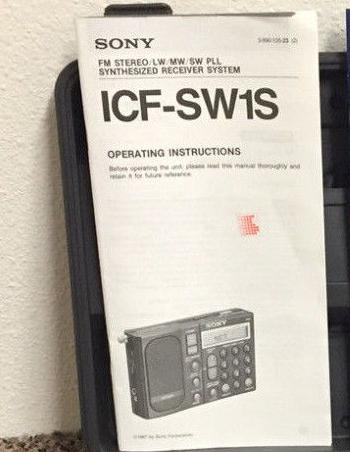 SONY
FM STEREO/LW/MW/SW PLL
SYNTHESIZED RECEIVER SYSTEM
ICF-SW1S
OPERATING INSTRUCTIONS
Before operating the unit, please read this manual thoroughly and
retain it for future reference.
SONY
©1987 by Sony Corporation